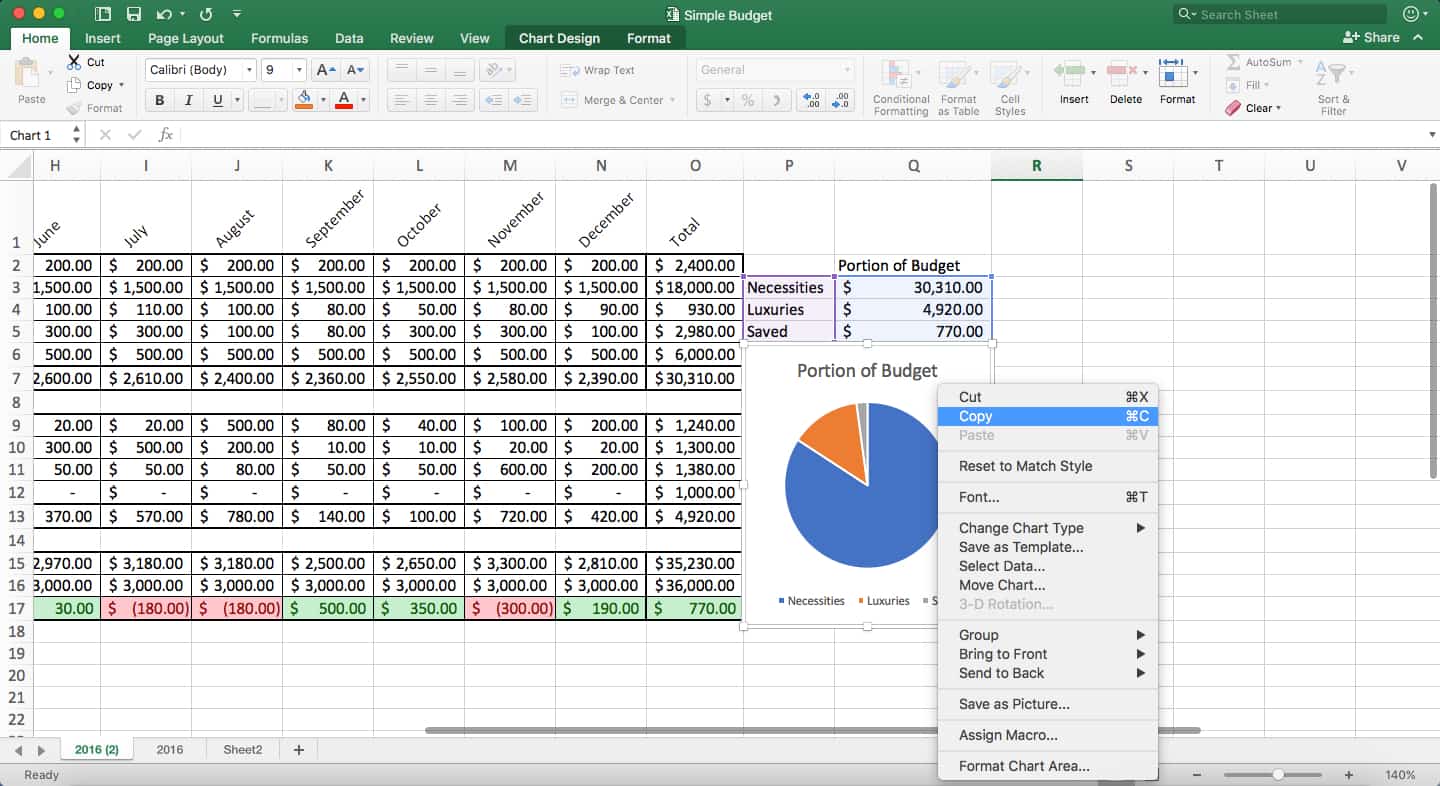 Simple Budget
Search Sheet
Home Insert Page Layout Formulas Data Review View Chart Design Format Share
Cut
Copy
Format
Paste
Calibri (Body) 9 A A
B I U A
Wrap Text
Merge & Center
General
$ % .0 .00 .00 .0
Conditional Formatting
Format as Table
Cell Styles
Insert Delete Format
AutoSum
Fill
Clear
A Z
Sort & Filter
Chart 1 fx
H I J K L M N O P Q R S T U V
1 June July August September October November December Total
2 200.00 $ 200.00 $ 200.00 $ 200.00 $ 200.00 $ 200.00 $ 200.00 $ 2,400.00 Portion of Budget
3 1,500.00 $ 1,500.00 $ 1,500.00 $ 1,500.00 $ 1,500.00 $ 1,500.00 $ 1,500.00 $ 18,000.00 Necessities $ 30,310.00
4 100.00 $ 110.00 $ 100.00 $ 80.00 $ 50.00 $ 80.00 $ 90.00 $ 930.00 Luxuries $ 4,920.00
5 300.00 $ 300.00 $ 100.00 $ 80.00 $ 300.00 $ 300.00 $ 100.00 $ 2,980.00 Saved $ 770.00
6 500.00 $ 500.00 $ 500.00 $ 500.00 $ 500.00 $ 500.00 $ 500.00 $ 6,000.00
7 2,600.00 $ 2,610.00 $ 2,400.00 $ 2,360.00 $ 2,550.00 $ 2,580.00 $ 2,390.00 $ 30,310.00
8
9 20.00 $ 20.00 $ 500.00 $ 80.00 $ 40.00 $ 100.00 $ 200.00 $ 1,240.00
10 300.00 $ 500.00 $ 200.00 $ 10.00 $ 10.00 $ 20.00 $ 20.00 $ 1,300.00
11 50.00 $ 50.00 $ 80.00 $ 50.00 $ 50.00 $ 600.00 $ 200.00 $ 1,380.00
12 - $ - $ - $ - $ - $ - $ - $ 1,000.00
13 370.00 $ 570.00 $ 780.00 $ 140.00 $ 100.00 $ 720.00 $ 420.00 $ 4,920.00
14
15 2,970.00 $ 3,180.00 $ 3,180.00 $ 2,500.00 $ 2,650.00 $ 3,300.00 $ 2,810.00 $ 35,230.00
16 3,000.00 $ 3,000.00 $ 3,000.00 $ 3,000.00 $ 3,000.00 $ 3,000.00 $ 3,000.00 $ 36,000.00
17 30.00 $ (180.00) $ (180.00) $ 500.00 $ 350.00 $ (300.00) $ 190.00 $ 770.00
18
19
20
21
22
Portion of Budget
Necessities Luxuries S
Cut ⌘X
Copy ⌘C
Paste ⌘V
Reset to Match Style
Font... ⌘T
Change Chart Type
Save as Template...
Select Data...
Move Chart...
3-D Rotation...
Group
Bring to Front
Send to Back
Save as Picture...
Assign Macro...
Format Chart Area...
2016 (2) 2016 Sheet2 +
Ready − + 140%